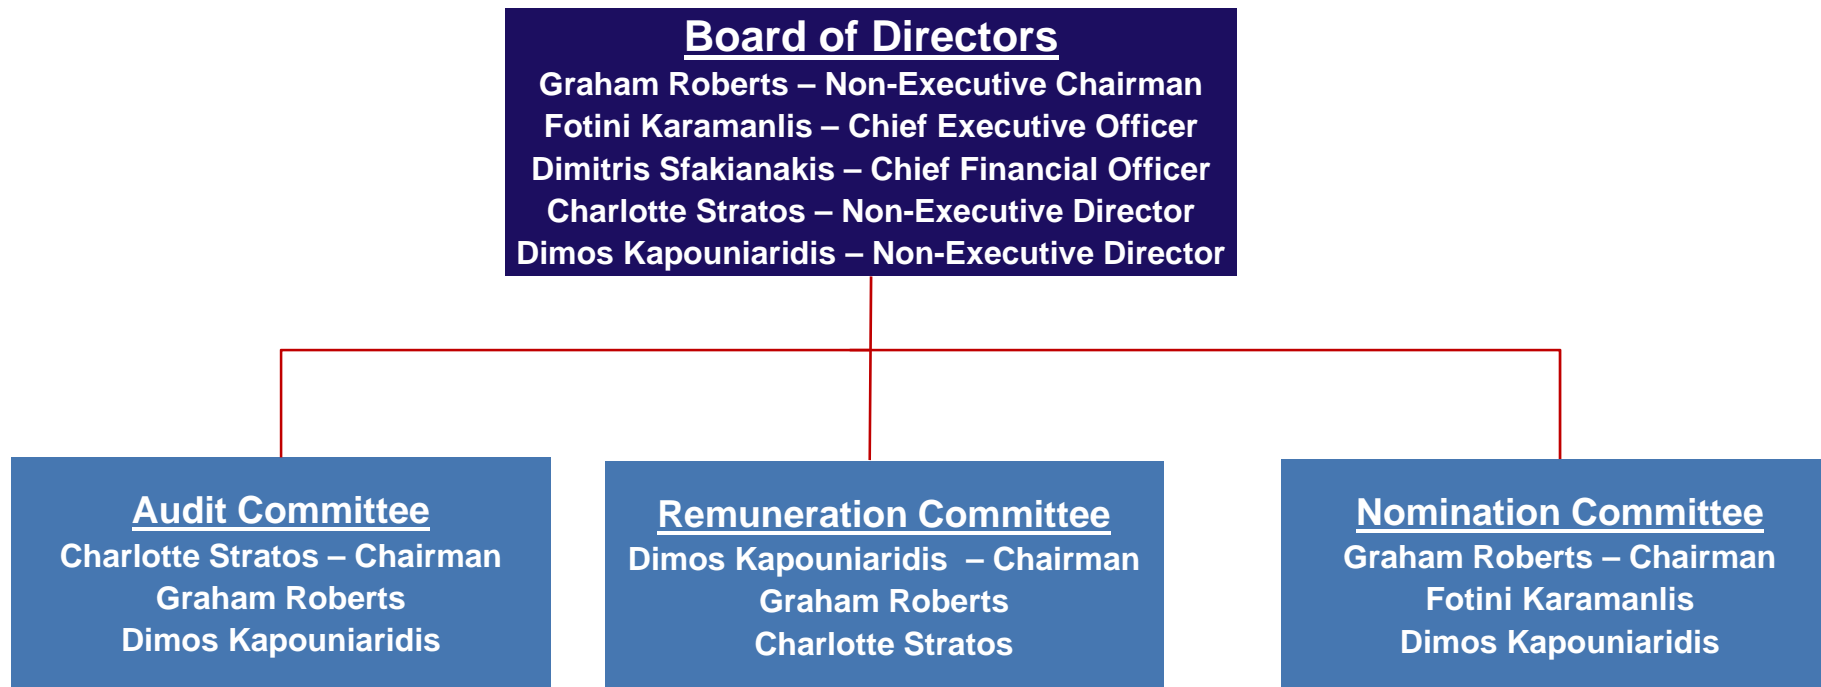 Board of Directors
Graham Roberts – Non-Executive Chairman
Fotini Karamanlis – Chief Executive Officer
Dimitris Sfakianakis – Chief Financial Officer
Charlotte Stratos – Non-Executive Director
Dimos Kapouniaridis – Non-Executive Director
Audit Committee
Charlotte Stratos – Chairman
Graham Roberts
Dimos Kapouniaridis
Remuneration Committee
Dimos Kapouniaridis – Chairman
Graham Roberts
Charlotte Stratos
Nomination Committee
Graham Roberts – Chairman
Fotini Karamanlis
Dimos Kapouniaridis